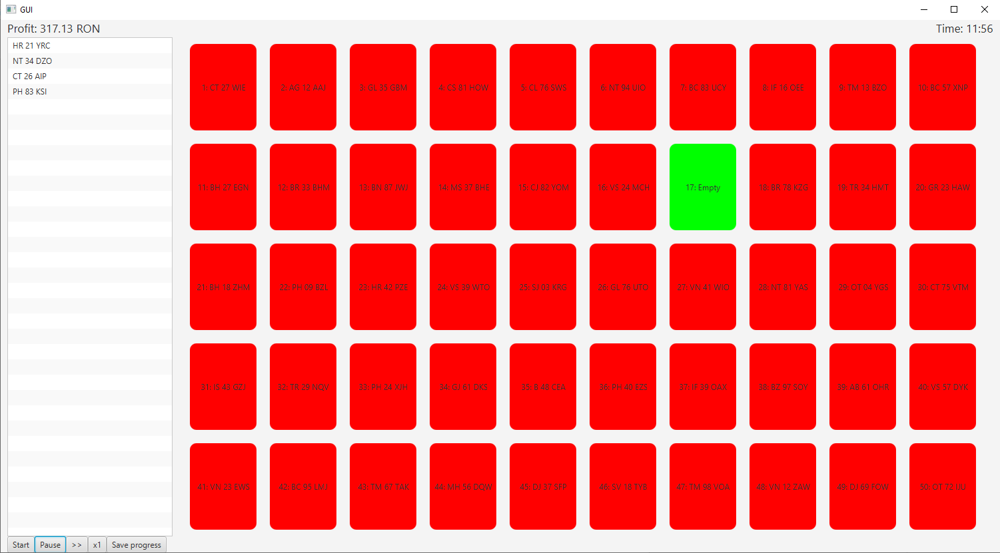 GUI
Profit: 317.13 RON
Time: 11:56
HR 21 YRC
NT 34 DZO
CT 26 AIP
PH 83 KSI
1: CT 27 WIE
2: AG 12 AAJ
3: GL 35 GBM
4: CS 81 HOW
5: CL 76 SWS
6: NT 94 UIO
7: BC 83 UCY
8: IF 16 OEE
9: TM 13 BZO
10: BC 57 XNP
11: BH 27 EGN
12: BR 33 BHM
13: BN 87 JWJ
14: MS 37 BHE
15: CJ 82 YOM
16: VS 24 MCH
17: Empty
18: BR 78 KZG
19: TR 34 HMT
20: GR 23 HAW
21: BH 18 ZHM
22: PH 09 BZL
23: HR 42 PZE
24: VS 39 WTO
25: SJ 03 KRG
26: GL 76 UTO
27: VN 41 WIO
28: NT 81 YAS
29: OT 04 YGS
30: CT 75 VTM
31: IS 43 GZJ
32: TR 29 NQV
33: PH 24 XJH
34: GJ 61 DKS
35: B 48 CEA
36: PH 40 EZS
37: IF 39 OAX
38: BZ 97 SOY
39: AB 61 OHR
40: VS 57 DYK
41: VN 23 EWS
42: BC 95 LMJ
43: TM 67 TAK
44: MH 56 DQW
45: DJ 37 SFP
46: SV 18 TYB
47: TM 98 VOA
48: VN 12 ZAW
49: DJ 69 FOW
50: OT 72 IJU
Start
Pause
>>
x1
Save progress